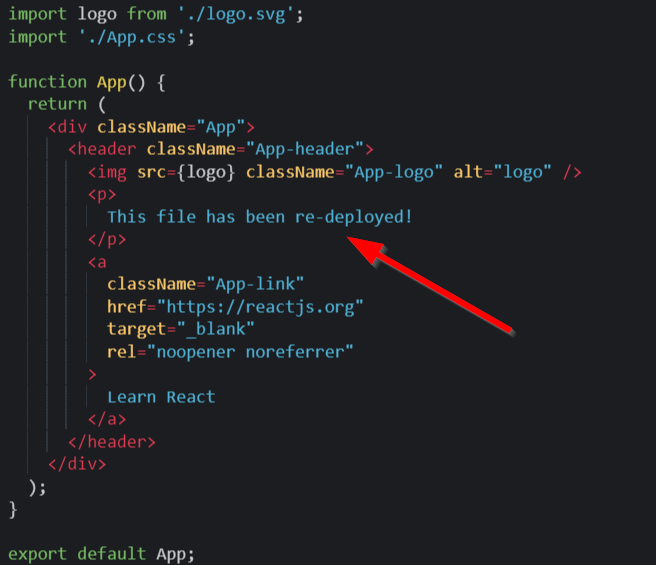 import logo from './logo.svg';
import './App.css';
function App() {
return (
<div className="App">
<header className="App-header">
<img src={logo} className="App-logo" alt="logo" />
<p>
This file has been re-deployed!
</p>
<a
className="App-link"
href="https://reactjs.org"
target="_blank"
rel="noopener noreferrer"
>
Learn React
</a>
</header>
</div>
);
}
export default App;